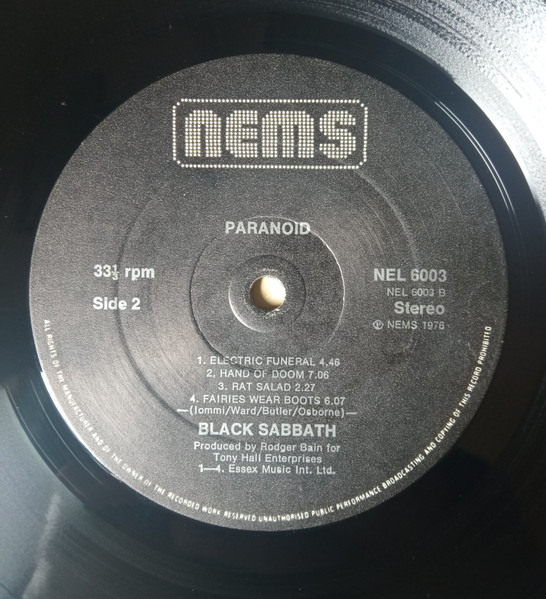 nems
PARANOID
33⅓ rpm
Side 2
NEL 6003
NEL 6003 B
Stereo
Ⓟ NEMS 1976
1. ELECTRIC FUNERAL 4.46
2. HAND OF DOOM 7.06
3. RAT SALAD 2.27
4. FAIRIES WEAR BOOTS 6.07
—(Iommi/Ward/Butler/Osborne)—
BLACK SABBATH
Produced by Rodger Bain for
Tony Hall Enterprises
1—4. Essex Music Int. Ltd.
ALL RIGHTS OF THE MANUFACTURER AND OF THE OWNER OF THE RECORDED WORK RESERVED UNAUTHORISED PUBLIC PERFORMANCE BROADCASTING AND COPYING OF THIS RECORD PROHIBITED